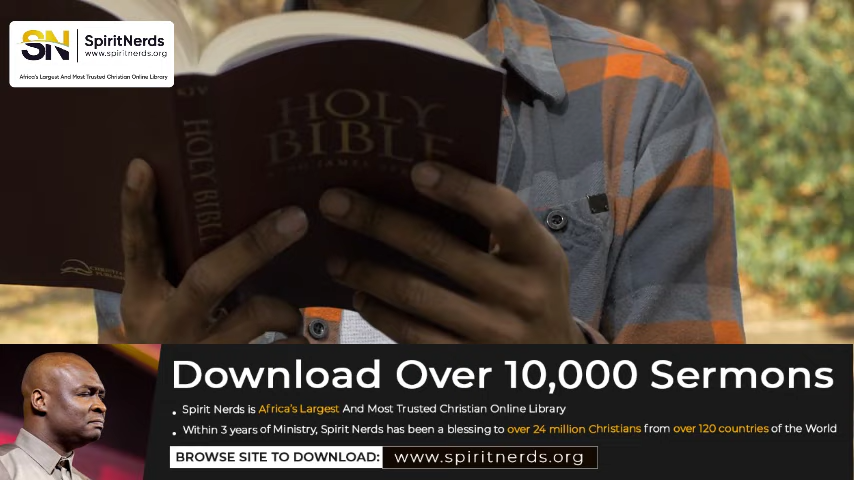 SN SpiritNerds
www.spiritnerds.org
Africa's Largest And Most Trusted Christian Online Library
KJV
HOLY BIBLE
HOLY
BIBLE
Download Over 10,000 Sermons
• Spirit Nerds is Africa's Largest And Most Trusted Christian Online Library
• Within 3 years of Ministry, Spirit Nerds has been a blessing to over 24 million Christians from over 120 countries of the World
BROWSE SITE TO DOWNLOAD: www.spiritnerds.org